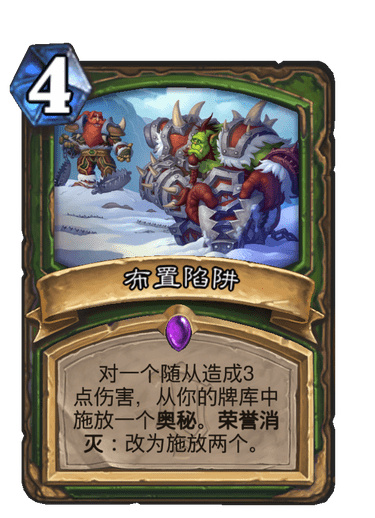 4
布置陷阱
对一个随从造成3
点伤害，从你的牌库中
施放一个奥秘。荣誉消
灭：改为施放两个。